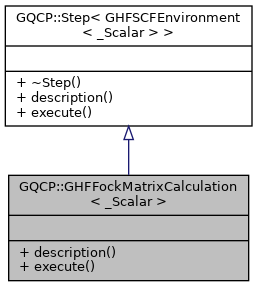 GQCP::Step< GHFSCFEnvironment
< _Scalar > >
+ ~Step()
+ description()
+ execute()
GQCP::GHFFockMatrixCalculation
< _Scalar >
+ description()
+ execute()